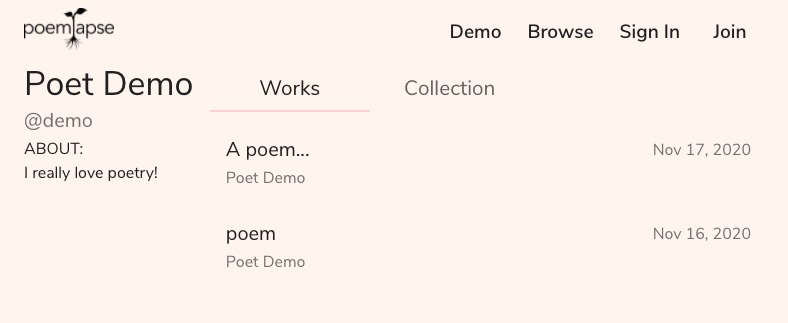 poemlapse
Demo Browse Sign In Join
Poet Demo
@demo
ABOUT:
I really love poetry!
Works Collection
A poem...
Nov 17, 2020
Poet Demo
poem
Nov 16, 2020
Poet Demo